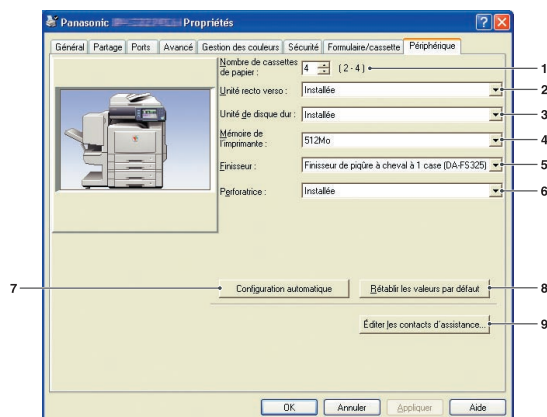 Panasonic Propriétés
Général Partage Ports Avancé Gestion des couleurs Sécurité Formulaire/cassette Périphérique
Nombre de cassettes de papier : 4 (2-4) 1
Unité recto verso : Installée 2
Unité de disque dur : Installée 3
Mémoire de l'imprimante : 512Mo 4
Finisseur : Finisseur de piqûre à cheval à 1 case (DA-FS325) 5
Perforatrice : Installée 6
7 Configuration automatique Rétablir les valeurs par défaut 8
Éditer les contacts d'assistance... 9
OK Annuler Appliquer Aide